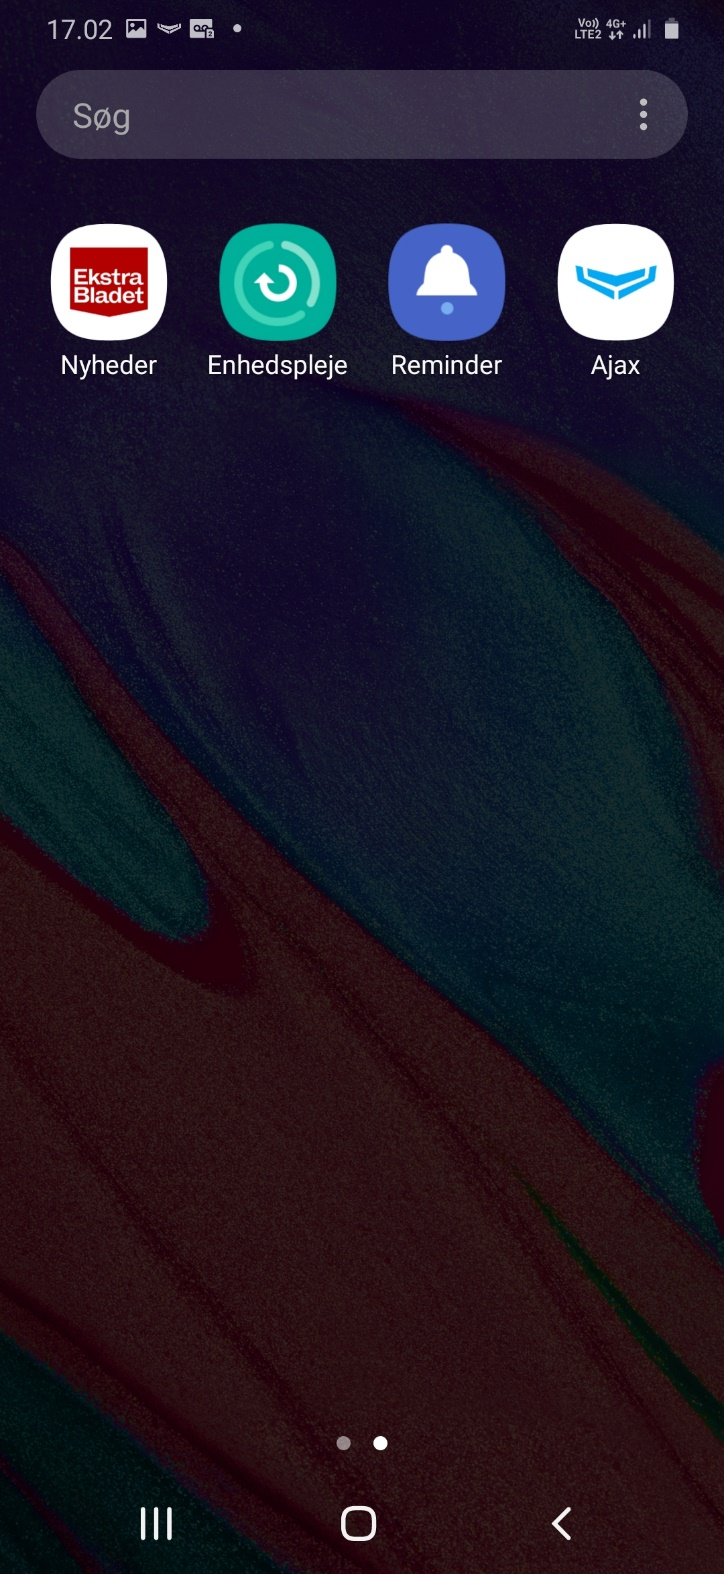 17.02
Vo)) 4G+
LTE2
Søg
Ekstra
Bladet
Nyheder
Enhedspleje
Reminder
Ajax